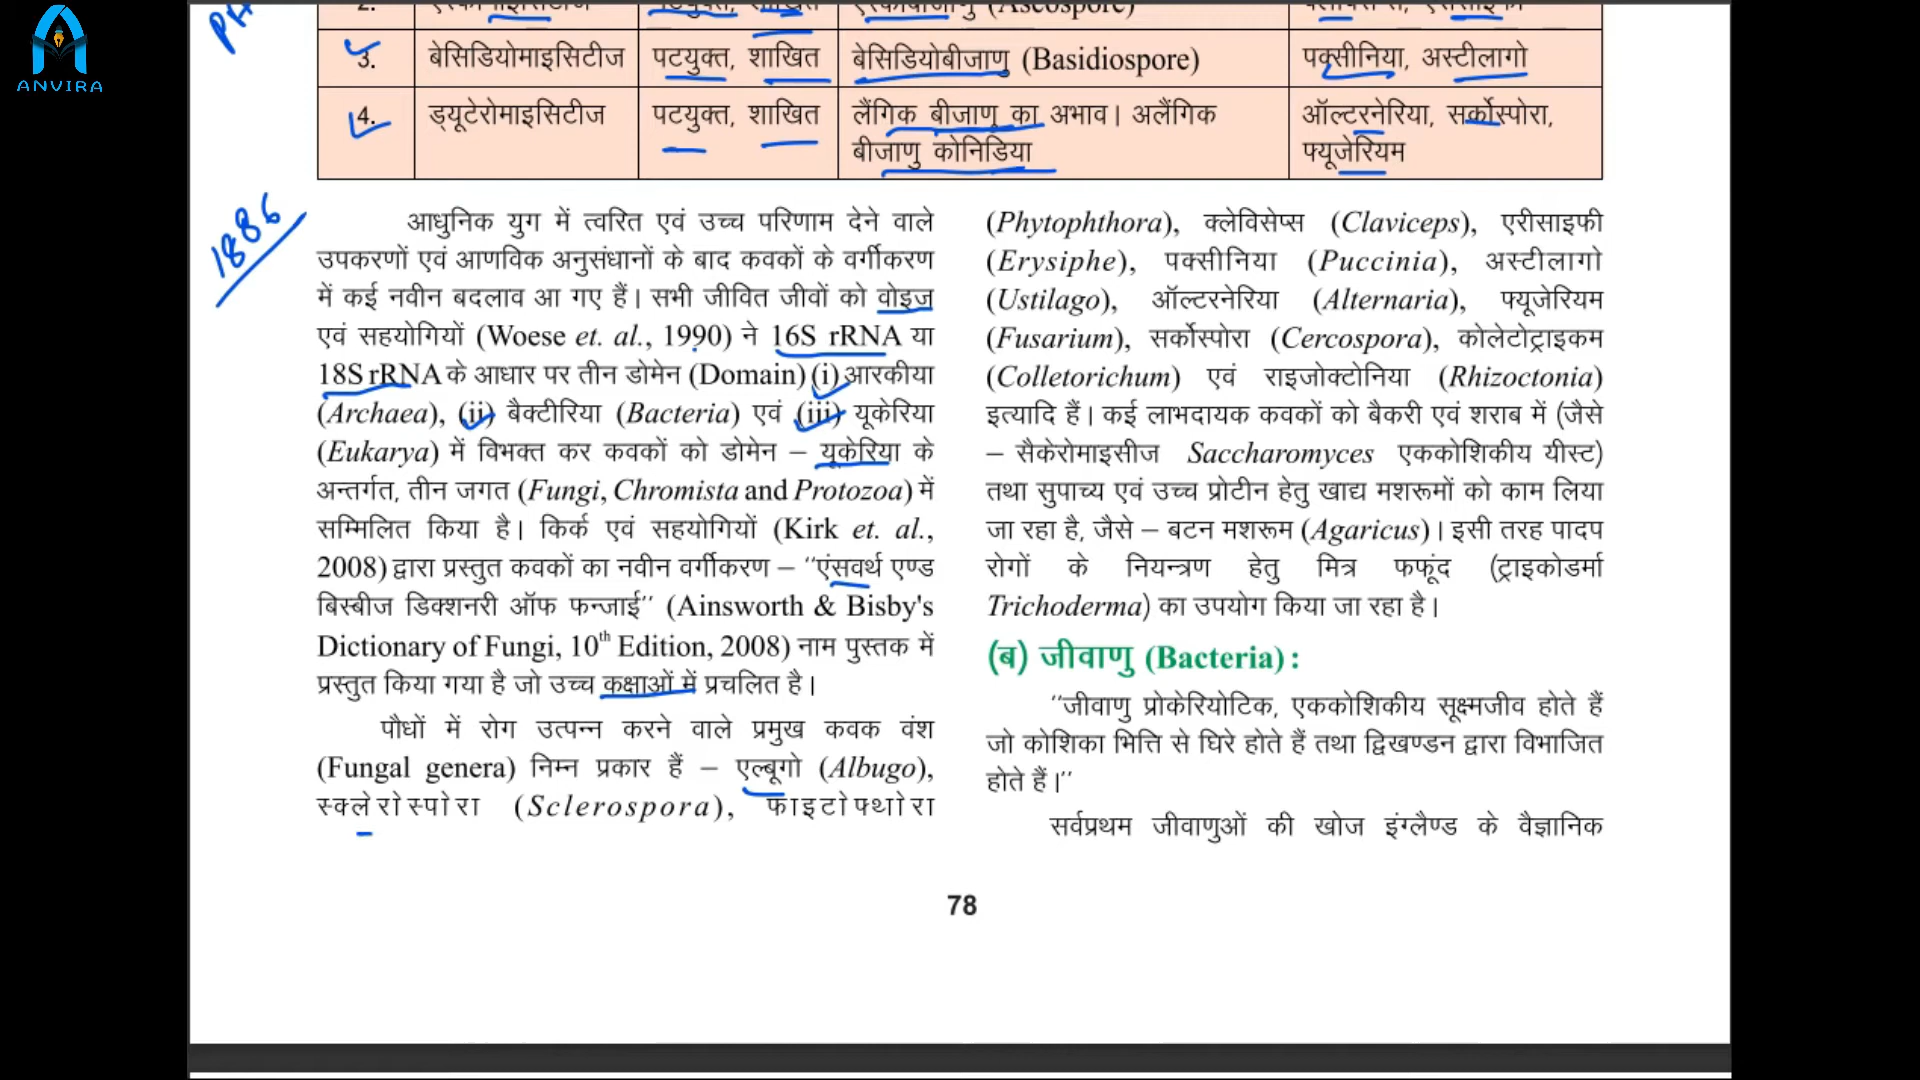 ANVIRA
3. बेसिडियोमाइसिटीज पटयुक्त, शाखित बेसिडियोबीजाणु (Basidiospore) पक्सीनिया, अस्टीलागो
4. ड्यूटेरोमाइसिटीज पटयुक्त, शाखित लैंगिक बीजाणु का अभाव। अलैंगिक ऑल्टरनेरिया, सर्कोस्पोरा,
बीजाणु कोनिडिया फ्यूजेरियम
1886
आधुनिक युग में त्वरित एवं उच्च परिणाम देने वाले
उपकरणों एवं आणविक अनुसंधानों के बाद कवकों के वर्गीकरण
में कई नवीन बदलाव आ गए हैं। सभी जीवित जीवों को वोइज
एवं सहयोगियों (Woese et. al., 1990) ने 16S rRNA या
18S rRNA के आधार पर तीन डोमेन (Domain) (i) आरकीया
(Archaea), (ii) बैक्टीरिया (Bacteria) एवं (iii) यूकेरिया
(Eukarya) में विभक्त कर कवकों को डोमेन – यूकेरिया के
अन्तर्गत, तीन जगत (Fungi, Chromista and Protozoa) में
सम्मिलित किया है। किर्क एवं सहयोगियों (Kirk et. al.,
2008) द्वारा प्रस्तुत कवकों का नवीन वर्गीकरण – ''एंसवर्थ एण्ड
बिस्बीज डिक्शनरी ऑफ फन्जाई'' (Ainsworth & Bisby's
Dictionary of Fungi, 10th Edition, 2008) नाम पुस्तक में
प्रस्तुत किया गया है जो उच्च कक्षाओं में प्रचलित है।
पौधों में रोग उत्पन्न करने वाले प्रमुख कवक वंश
(Fungal genera) निम्न प्रकार हैं – एल्बूगो (Albugo),
स्क्लेरोस्पोरा (Sclerospora), फाइटोफ्थोरा
(Phytophthora), क्लेविसेप्स (Claviceps), एरीसाइफी
(Erysiphe), पक्सीनिया (Puccinia), अस्टीलागो
(Ustilago), ऑल्टरनेरिया (Alternaria), फ्यूजेरियम
(Fusarium), सर्कोस्पोरा (Cercospora), कोलेटोट्राइकम
(Colletorichum) एवं राइजोक्टोनिया (Rhizoctonia)
इत्यादि हैं। कई लाभदायक कवकों को बैकरी एवं शराब में (जैसे
– सैकेरोमाइसीज Saccharomyces एककोशिकीय यीस्ट)
तथा सुपाच्य एवं उच्च प्रोटीन हेतु खाद्य मशरूमों को काम लिया
जा रहा है, जैसे – बटन मशरूम (Agaricus)। इसी तरह पादप
रोगों के नियन्त्रण हेतु मित्र फफूंद (ट्राइकोडर्मा
Trichoderma) का उपयोग किया जा रहा है।
(ब) जीवाणु (Bacteria) :
''जीवाणु प्रोकेरियोटिक, एककोशिकीय सूक्ष्मजीव होते हैं
जो कोशिका भित्ति से घिरे होते हैं तथा द्विखण्डन द्वारा विभाजित
होते हैं।''
सर्वप्रथम जीवाणुओं की खोज इंग्लैण्ड के वैज्ञानिक
78